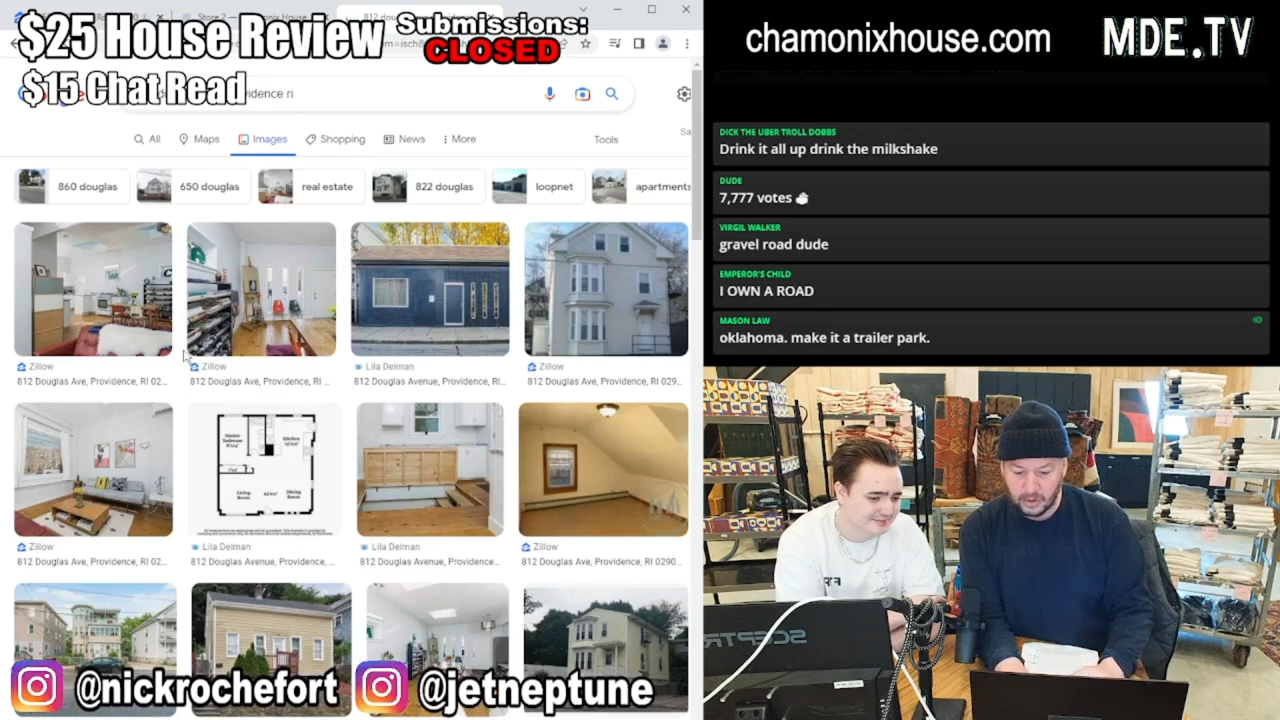 $25 House Review
Submissions:
CLOSED
$15 Chat Read
vidence ri
All
Maps
Images
Shopping
News
More
Tools
860 douglas
650 douglas
real estate
822 douglas
loopnet
apartments
Zillow
812 Douglas Ave, Providence, RI 02...
Zillow
812 Douglas Ave, Providence, RI ...
Lila Delman
812 Douglas Avenue, Providence, RI...
Zillow
812 Douglas Ave, Providence, RI 029...
Zillow
812 Douglas Ave, Providence, RI 02...
Lila Delman
812 Douglas Avenue, Providence, ...
Lila Delman
812 Douglas Avenue, Providence...
Zillow
812 Douglas Ave, Providence, RI 0290...
@nickrochefort
@jetneptune
chamonixhouse.com
MDE.TV
DICK THE UBER TROLL DOBBS
Drink it all up drink the milkshake
DUDE
7,777 votes
VIRGIL WALKER
gravel road dude
EMPEROR'S CHILD
I OWN A ROAD
MASON LAW
oklahoma. make it a trailer park.
SCEPTR